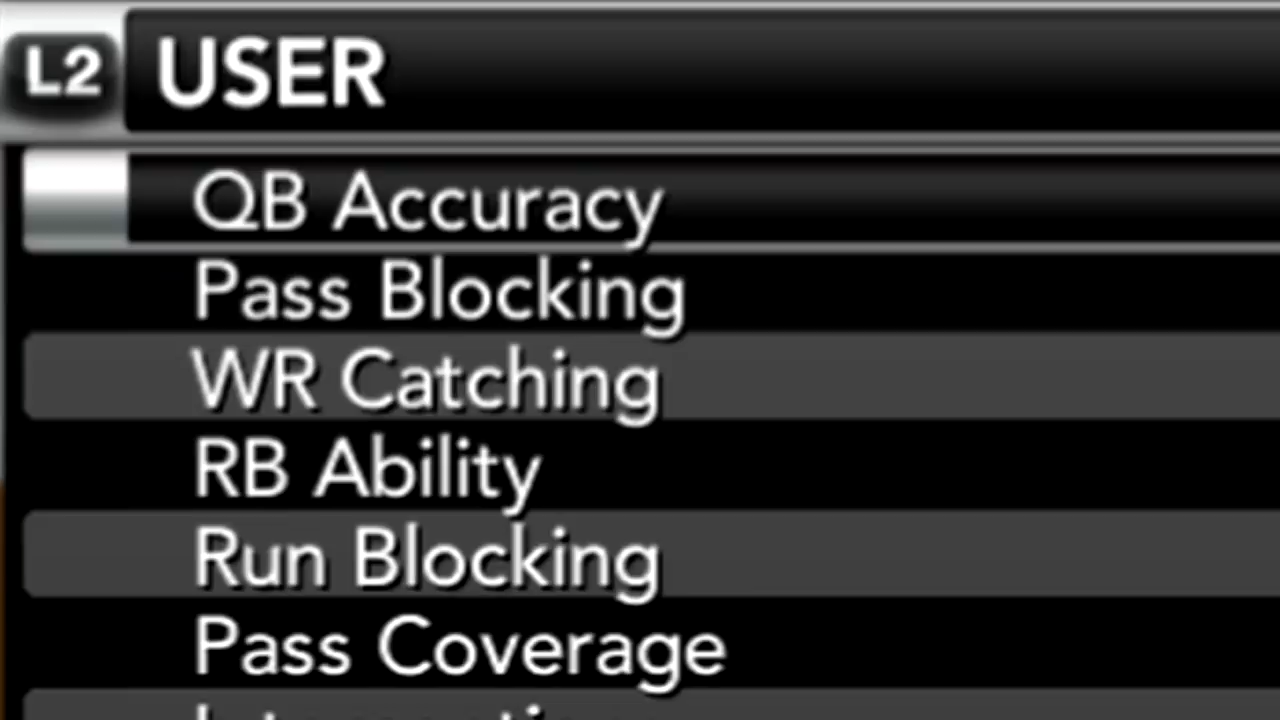 L2 USER
QB Accuracy
Pass Blocking
WR Catching
RB Ability
Run Blocking
Pass Coverage